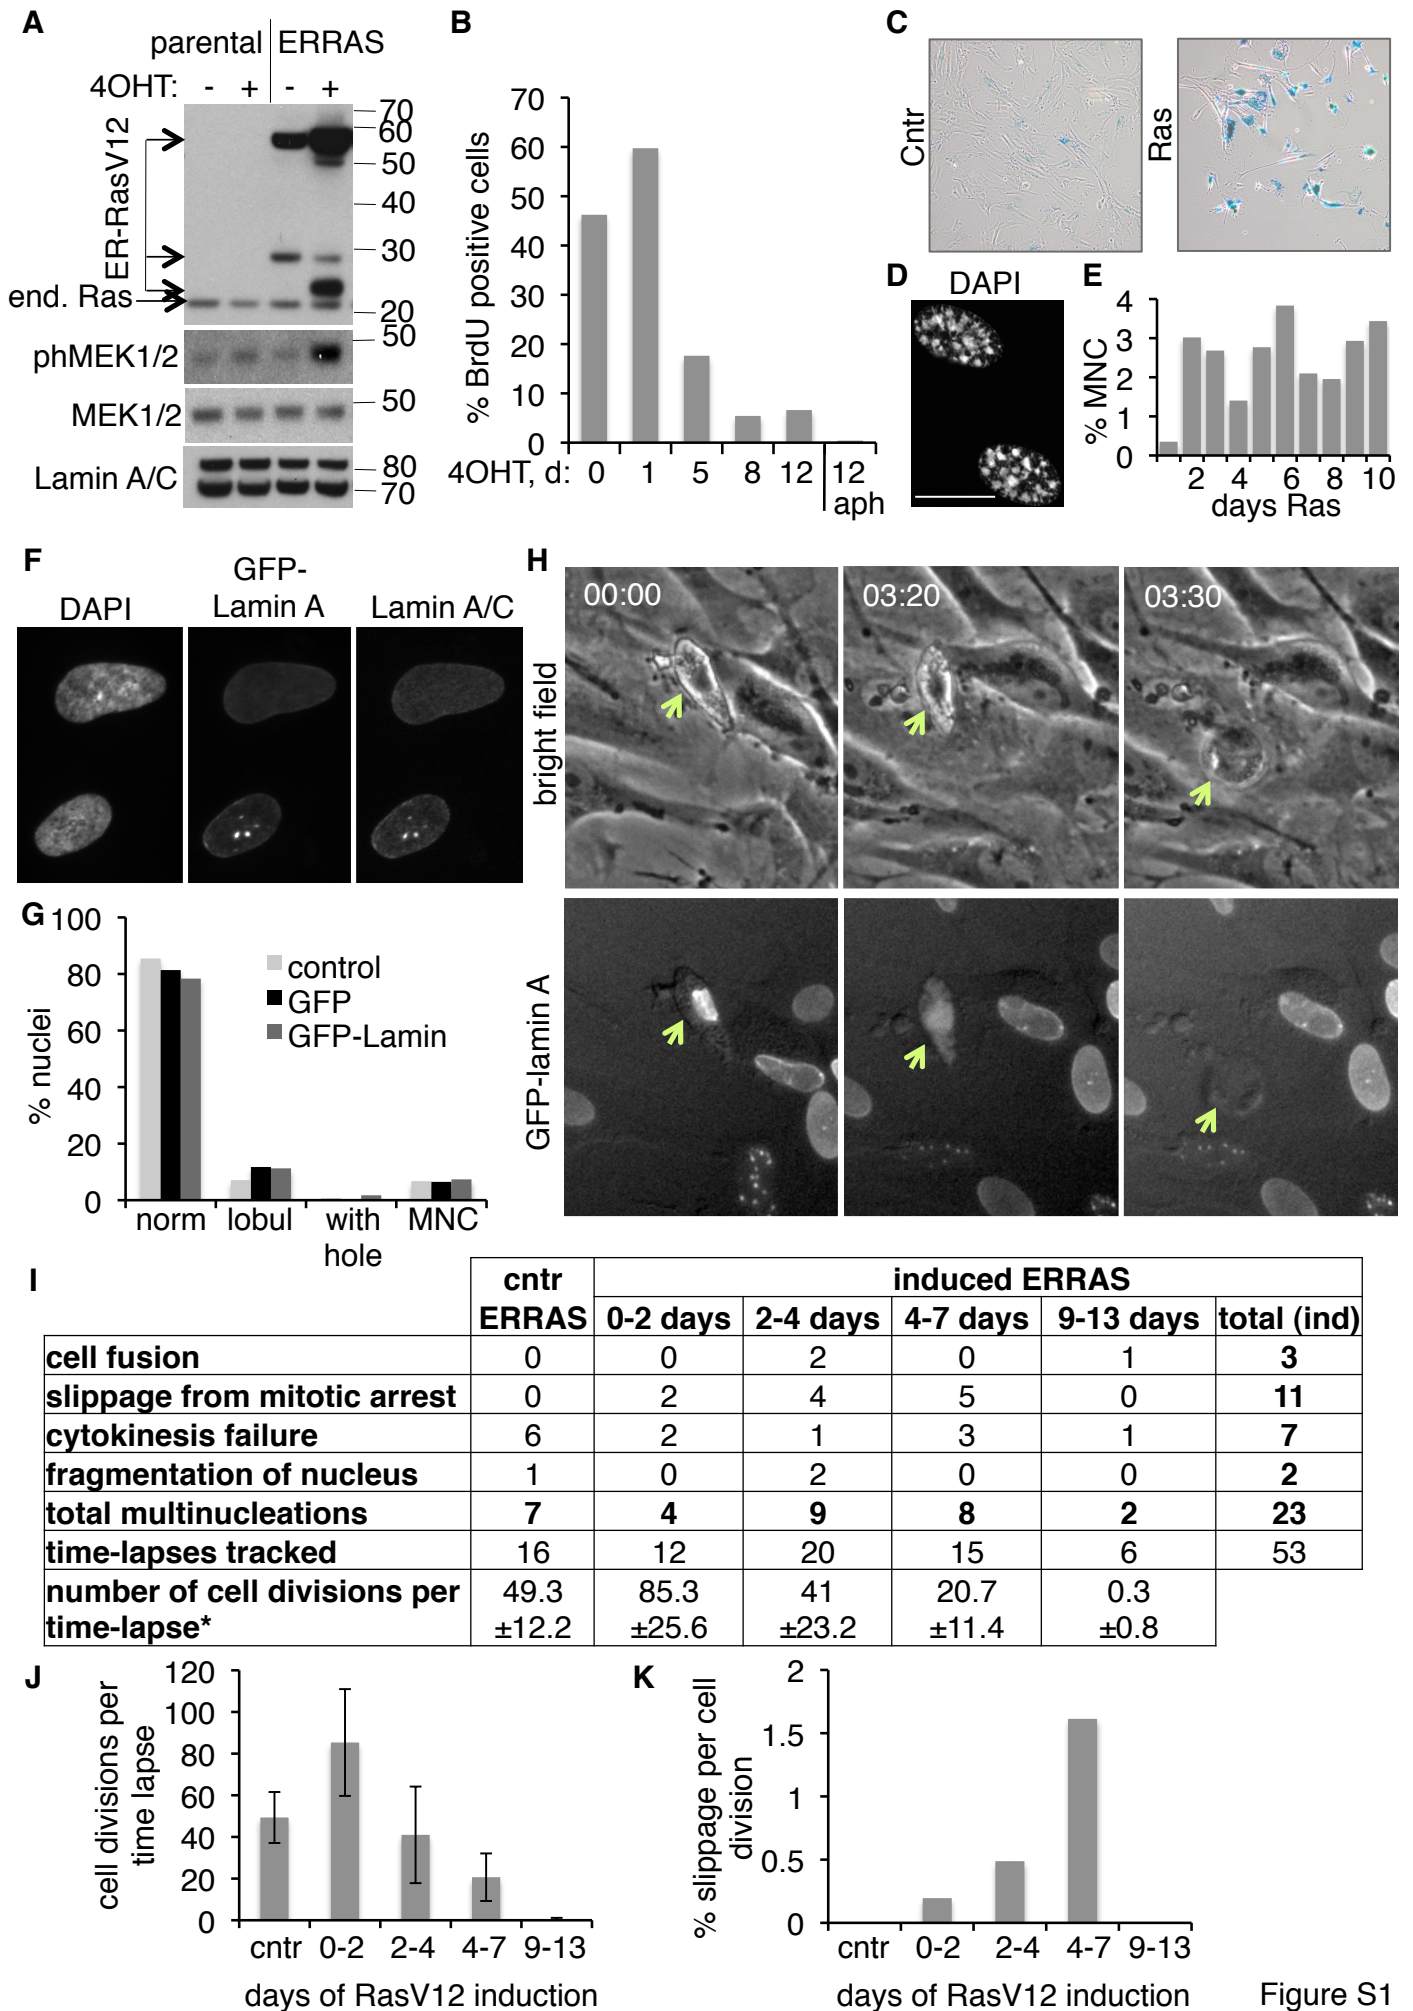 A
parental
ERRAS
4OHT:
-
+
-
+
ER-RasV12
end. Ras
70
60
50
40
30
20
phMEK1/2
50
MEK1/2
50
Lamin A/C
80
70
B
% BrdU positive cells
70
60
50
40
30
20
10
0
4OHT, d: 0 1 5 8 12 12
aph
C
Cntr
Ras
D
DAPI
E
% MNC
4
3
2
1
0
2 4 6 8 10
days Ras
F
DAPI
GFP-
Lamin A
Lamin A/C
G
% nuclei
100
80
60
40
20
0
control
GFP
GFP-Lamin
norm lobul with MNC
hole
H
bright field
00:00
03:20
03:30
GFP-lamin A
I
cntr induced ERRAS
ERRAS 0-2 days 2-4 days 4-7 days 9-13 days total (ind)
cell fusion 0 0 2 0 1 3
slippage from mitotic arrest 0 2 4 5 0 11
cytokinesis failure 6 2 1 3 1 7
fragmentation of nucleus 1 0 2 0 0 2
total multinucleations 7 4 9 8 2 23
time-lapses tracked 16 12 20 15 6 53
number of cell divisions per 49.3 85.3 41 20.7 0.3
time-lapse* ±12.2 ±25.6 ±23.2 ±11.4 ±0.8
J
cell divisions per
time lapse
120
100
80
60
40
20
0
cntr 0-2 2-4 4-7 9-13
days of RasV12 induction
K
% slippage per cell
division
2
1.5
1
0.5
0
cntr 0-2 2-4 4-7 9-13
days of RasV12 induction
Figure S1